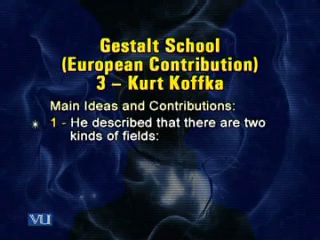 Gestalt School
(European Contribution)
3 – Kurt Koffka
Main Ideas and Contributions:
1 - He described that there are two
kinds of fields:
VU